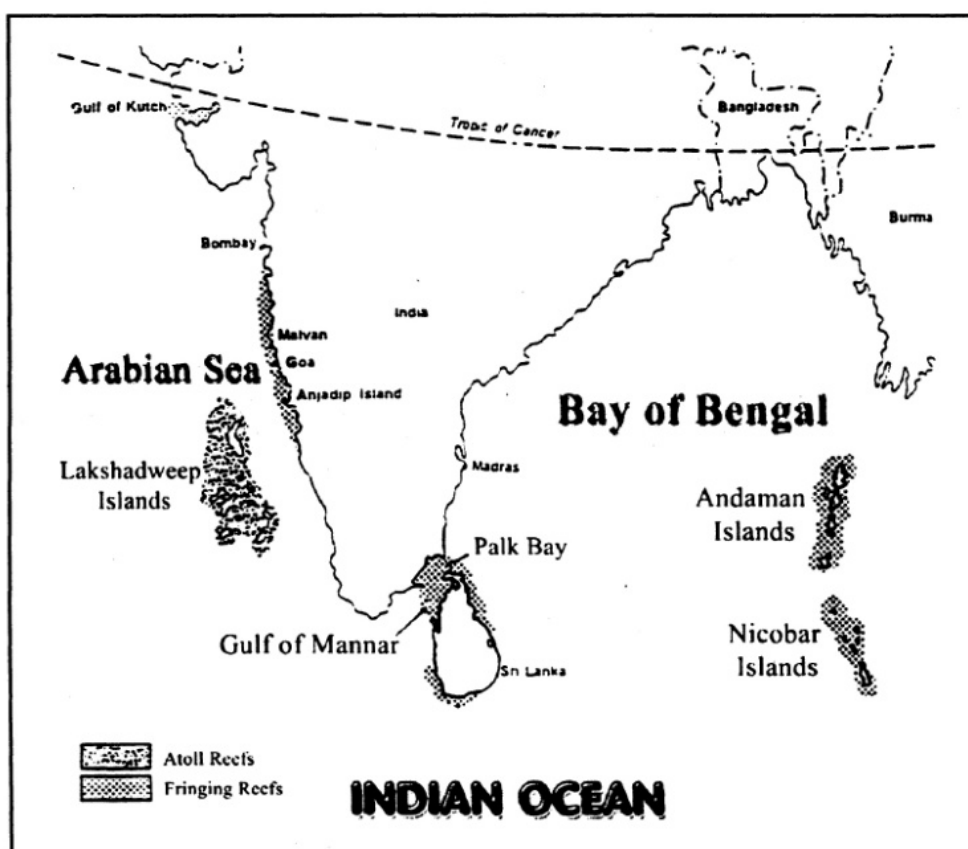 Gulf of Kutch
Tropic of Cancer
Bangladesh
Burma
Bombay
India
Malvan
Goa
Arabian Sea
Anjadip Island
Bay of Bengal
Lakshadweep
Islands
Madras
Andaman
Islands
Palk Bay
Gulf of Mannar
Nicobar
Islands
Sri Lanka
Atoll Reefs
Fringing Reefs
INDIAN OCEAN